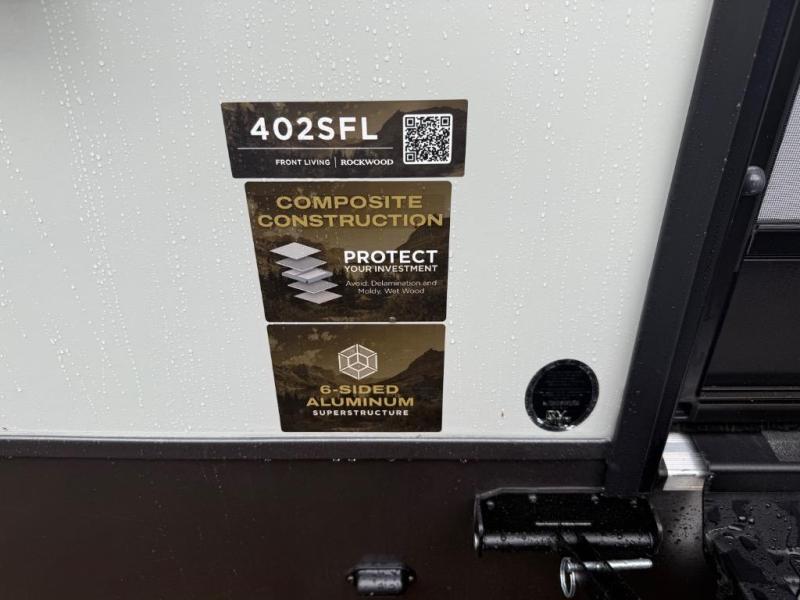 402SFL
FRONT LIVING | ROCKWOOD
COMPOSITE
CONSTRUCTION
PROTECT
YOUR INVESTMENT
Avoid: Delamination and
Moldy, Wet Wood
6-SIDED
ALUMINUM
SUPERSTRUCTURE